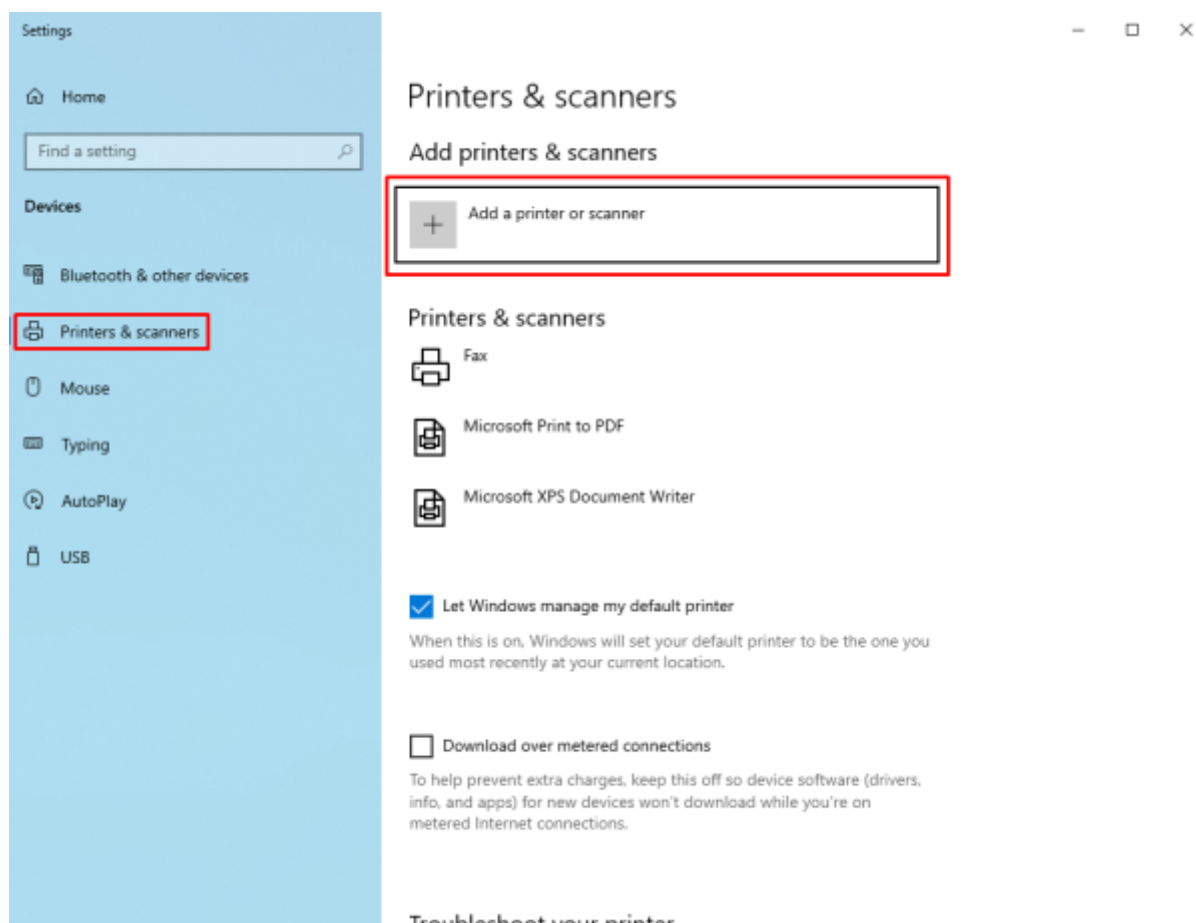 Settings
Home
Find a setting
Devices
Bluetooth & other devices
Printers & scanners
Mouse
Typing
AutoPlay
USB
Printers & scanners
Add printers & scanners
Add a printer or scanner
Printers & scanners
Fax
Microsoft Print to PDF
Microsoft XPS Document Writer
Let Windows manage my default printer
When this is on, Windows will set your default printer to be the one you
used most recently at your current location.
Download over metered connections
To help prevent extra charges, keep this off so device software (drivers,
info, and apps) for new devices won't download while you're on
metered Internet connections.
Troubleshoot your printer